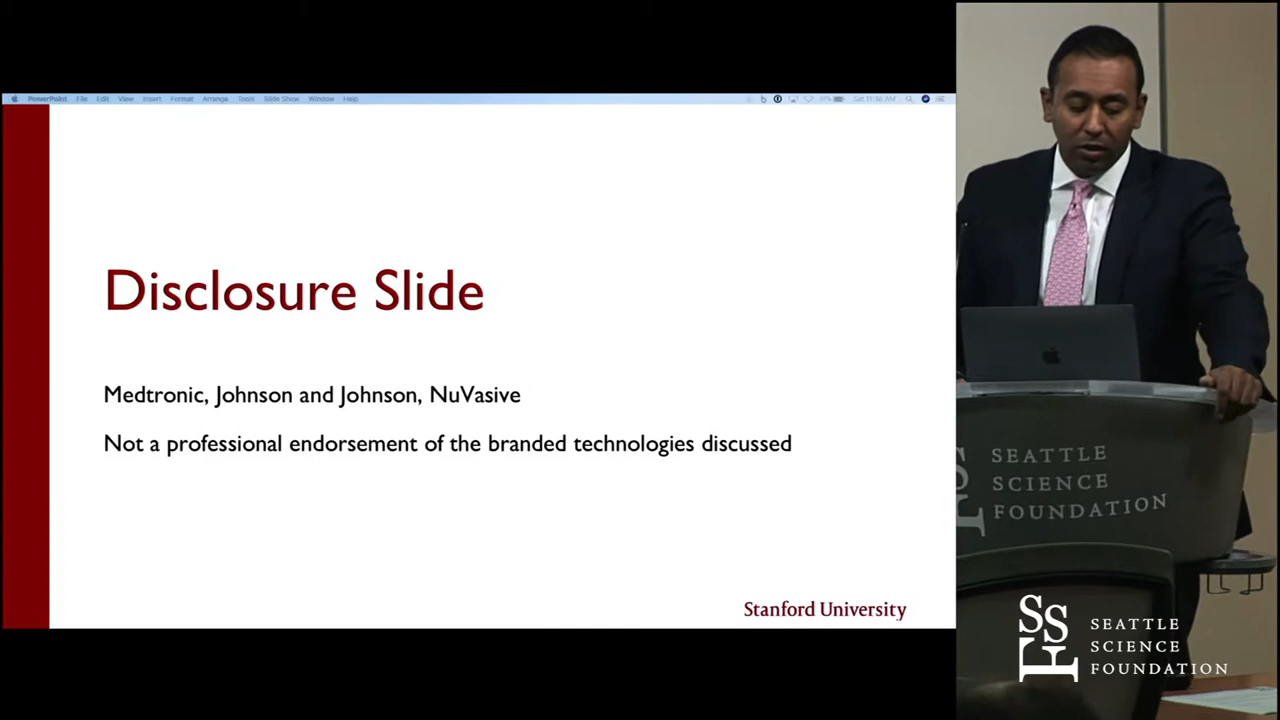 PowerPoint File Edit View Insert Format Arrange Tools Slide Show Window Help
Disclosure Slide
Medtronic, Johnson and Johnson, NuVasive
Not a professional endorsement of the branded technologies discussed
Stanford University
SEATTLE
SCIENCE
FOUNDATION
SSF
SEATTLE
SCIENCE
FOUNDATION